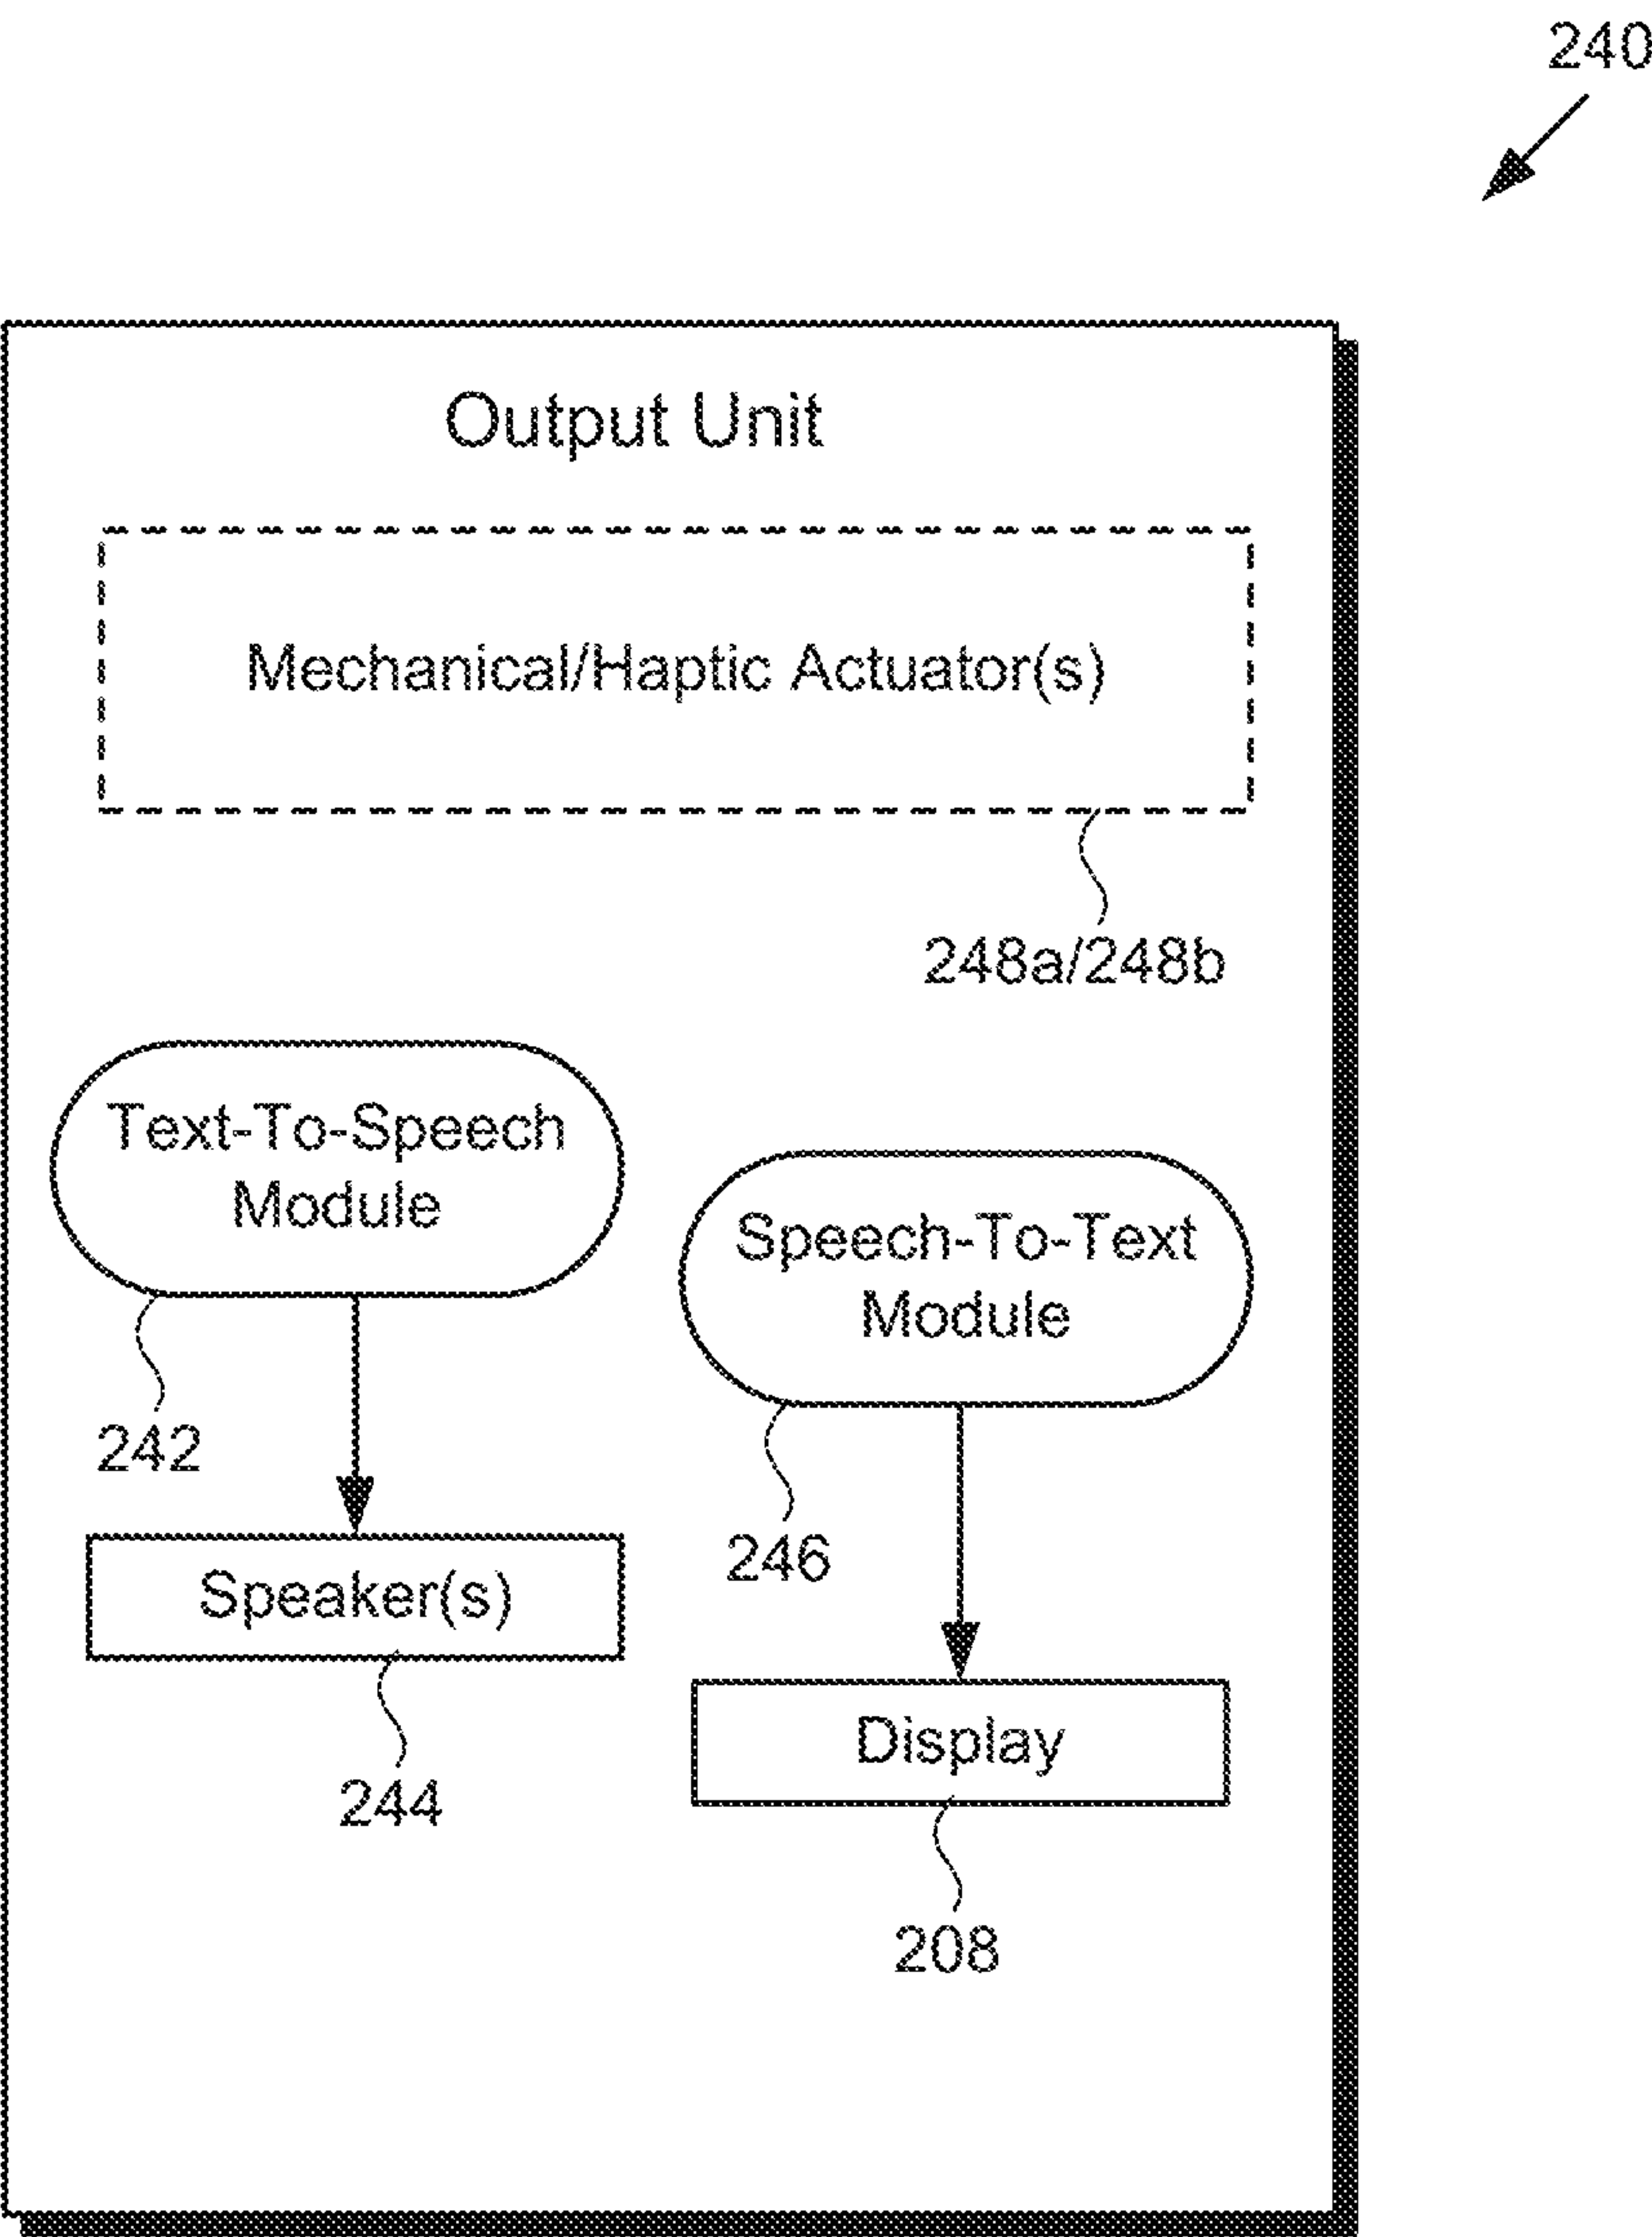 240
Output Unit
Mechanical/Haptic Actuator(s)
248a/248b
Text-To-Speech
Module
Speech-To-Text
Module
242
246
Speaker(s)
Display
244
208